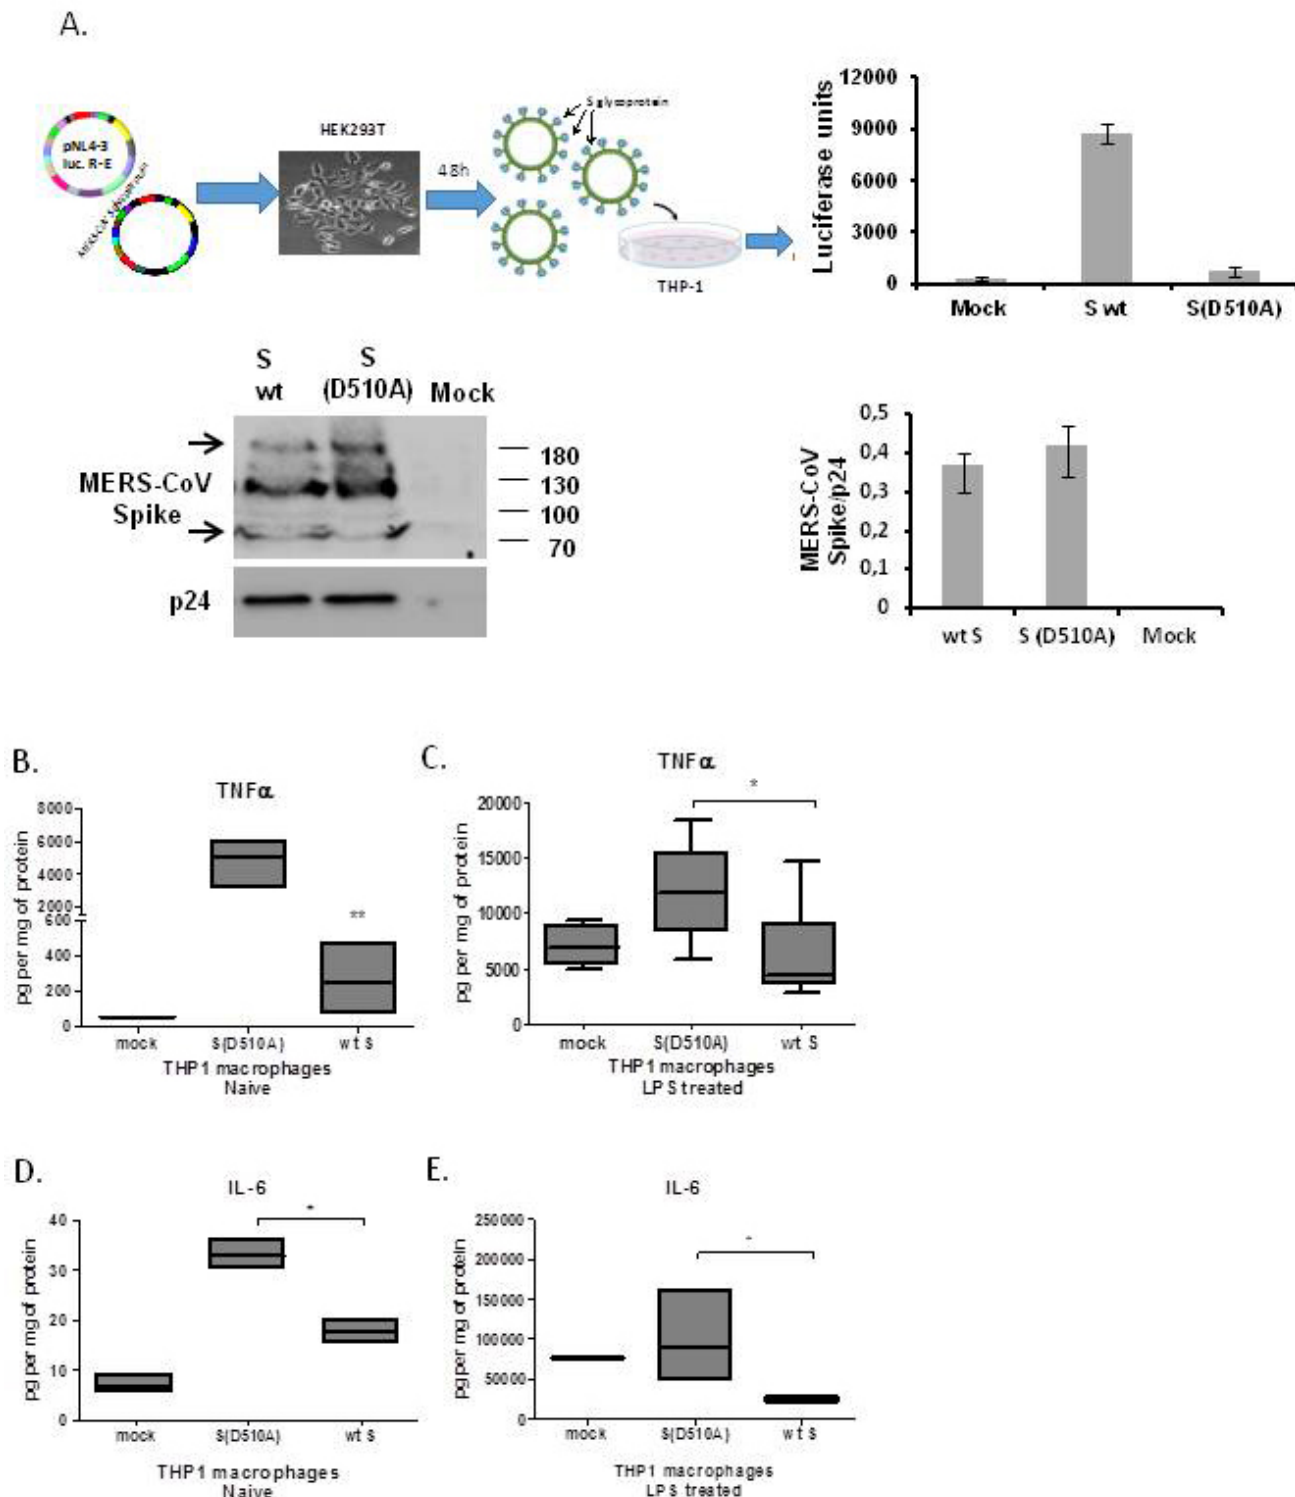 A.
pNL4-3
luc. R-E
HEK293T
48h
S glycoprotein
THP-1
Luciferase units
12000
9000
6000
3000
0
Mock
S wt
S(D510A)
S
wt
S
(D510A)
Mock
MERS-CoV
Spike
180
130
100
70
p24
MERS-CoV
Spike/p24
0,5
0,4
0,3
0,2
0,1
0
wt S
S (D510A)
Mock
B.
TNFα
pg per mg of protein
8000
6000
4000
2000
600
400
200
0
mock
S(D510A)
wt S
**
THP1 macrophages
Naive
C.
TNFα
pg per mg of protein
20000
15000
10000
5000
0
*
mock
S(D510A)
wt S
THP1 macrophages
LPS treated
D.
IL-6
pg per mg of protein
40
30
20
10
0
*
mock
S(D510A)
wt S
THP1 macrophages
Naive
E.
IL-6
pg per mg of protein
250000
200000
150000
100000
50000
0
*
mock
S(D510A)
wt S
THP1 macrophages
LPS treated